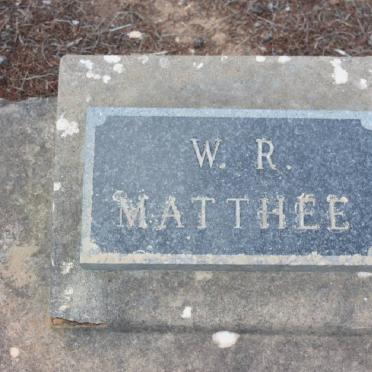 W. R.
MATTHEE